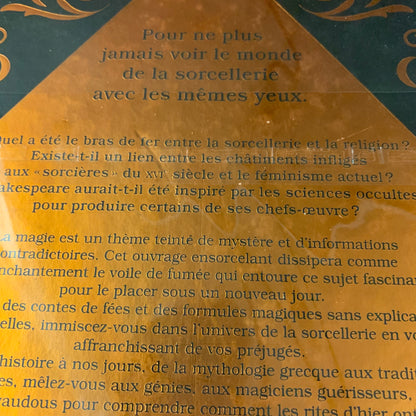 Pour ne plus
jamais voir le monde
de la sorcellerie
avec les mêmes yeux.
Quel a été le bras de fer entre la sorcellerie et la religion ?
Existe-t-il un lien entre les châtiments infligés
aux « sorcières » du XVIe siècle et le féminisme actuel ?
akespeare aurait-t-il été inspiré par les sciences occultes
pour produire certains de ses chefs-œuvre ?
La magie est un thème teinté de mystère et d'informations
ontradictoires. Cet ouvrage ensorcelant dissipera comme
nchantement le voile de fumée qui entoure ce sujet fascinan
pour le placer sous un nouveau jour.
des contes de fées et des formules magiques sans explica
elles, immiscez-vous dans l'univers de la sorcellerie en vo
affranchissant de vos préjugés.
histoire à nos jours, de la mythologie grecque aux tradit
es, mêlez-vous aux génies, aux magiciens guérisseurs,
raudous pour comprendre comment les rites d'hier ont